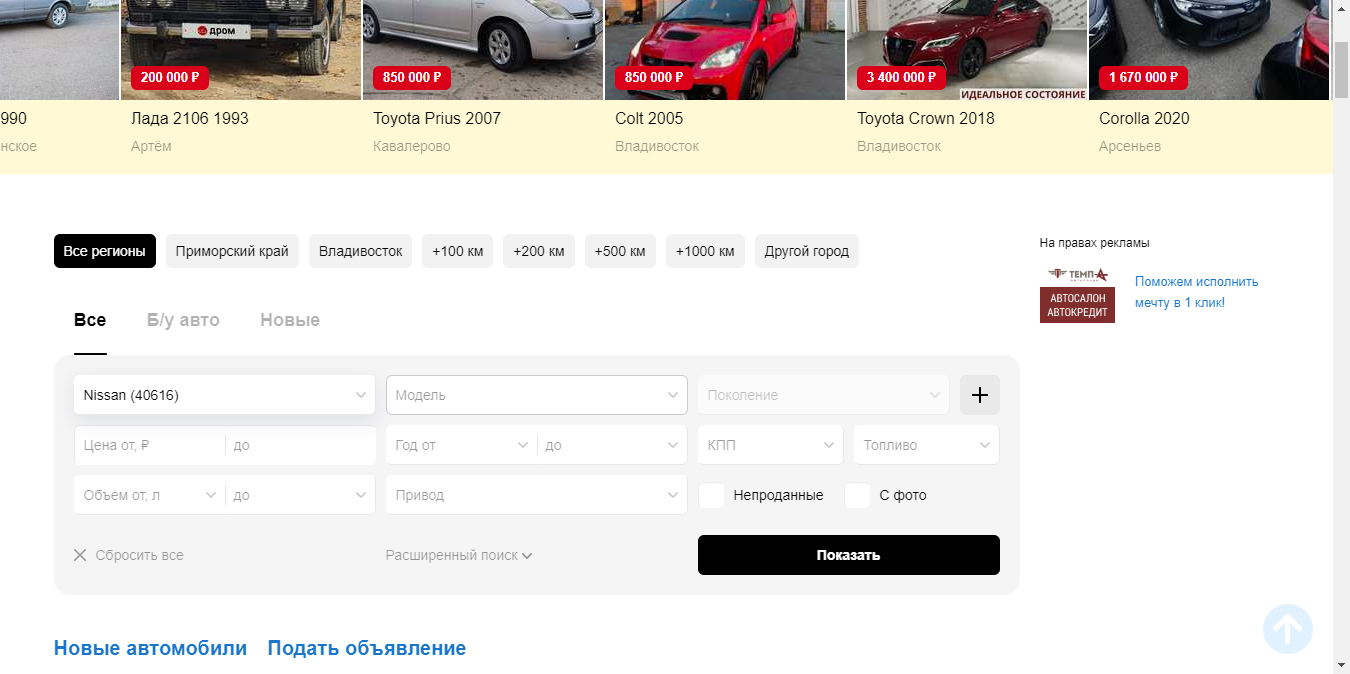 дром
200 000 ₽
850 000 ₽
850 000 ₽
3 400 000 ₽
1 670 000 ₽
ИДЕАЛЬНОЕ СОСТОЯНИЕ
990
Лада 2106 1993
Toyota Prius 2007
Colt 2005
Toyota Crown 2018
Corolla 2020
нское
Артём
Кавалерово
Владивосток
Владивосток
Арсеньев
Все регионы
Приморский край
Владивосток
+100 км
+200 км
+500 км
+1000 км
Другой город
На правах рекламы
ТЕМП А
АВТОСАЛОН
АВТОКРЕДИТ
Поможем исполнить
мечту в 1 клик!
Все
Б/у авто
Новые
Nissan (40616)
Модель
Поколение
Цена от, ₽
до
Год от
до
КПП
Топливо
Объем от, л
до
Привод
Непроданные
С фото
Сбросить все
Расширенный поиск
Показать
Новые автомобили
Подать объявление